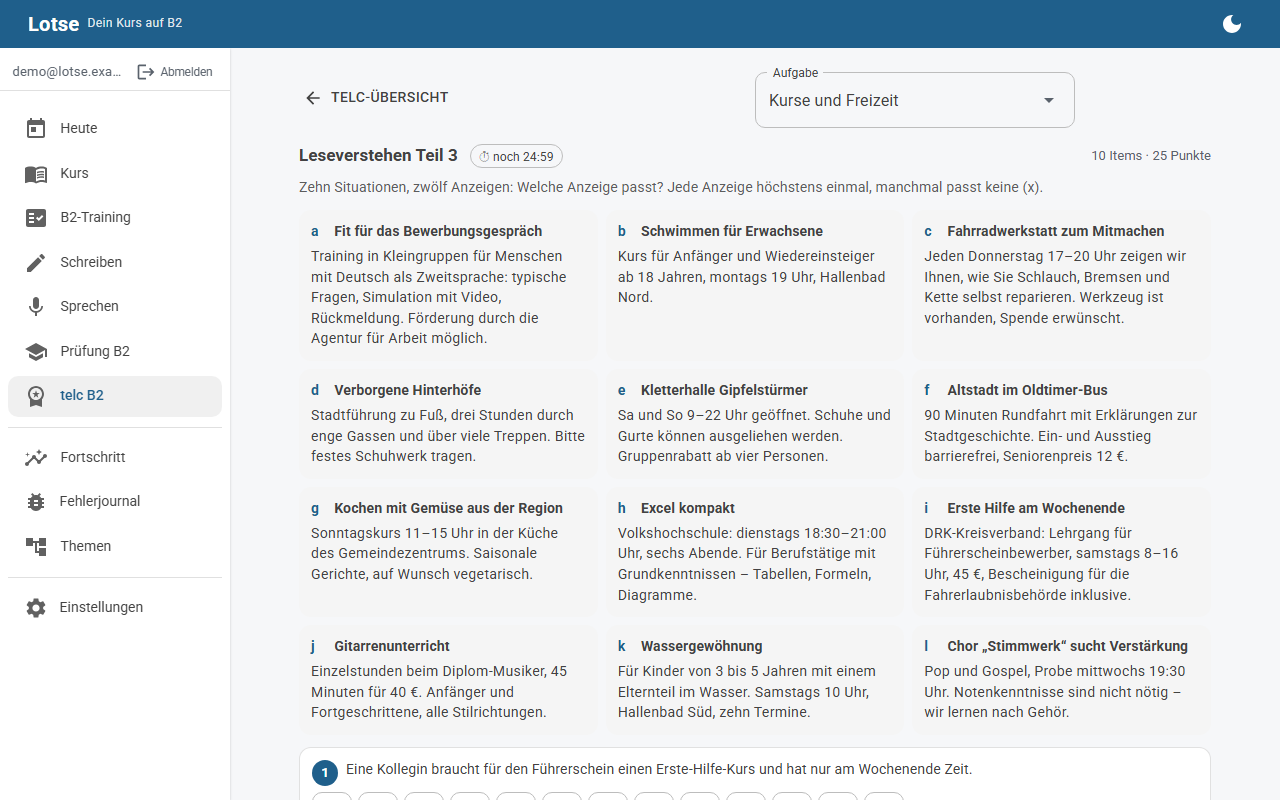 Lotse Dein Kurs auf B2
demo@lotse.exa... Abmelden
Heute
Kurs
B2-Training
Schreiben
Sprechen
Prüfung B2
telc B2
Fortschritt
Fehlerjournal
Themen
Einstellungen
TELC-ÜBERSICHT
Aufgabe
Kurse und Freizeit
Leseverstehen Teil 3
noch 24:59
10 Items · 25 Punkte
Zehn Situationen, zwölf Anzeigen: Welche Anzeige passt? Jede Anzeige höchstens einmal, manchmal passt keine (x).
a Fit für das Bewerbungsgespräch
Training in Kleingruppen für Menschen
mit Deutsch als Zweitsprache: typische
Fragen, Simulation mit Video,
Rückmeldung. Förderung durch die
Agentur für Arbeit möglich.
b Schwimmen für Erwachsene
Kurs für Anfänger und Wiedereinsteiger
ab 18 Jahren, montags 19 Uhr, Hallenbad
Nord.
c Fahrradwerkstatt zum Mitmachen
Jeden Donnerstag 17–20 Uhr zeigen wir
Ihnen, wie Sie Schlauch, Bremsen und
Kette selbst reparieren. Werkzeug ist
vorhanden, Spende erwünscht.
d Verborgene Hinterhöfe
Stadtführung zu Fuß, drei Stunden durch
enge Gassen und über viele Treppen. Bitte
festes Schuhwerk tragen.
e Kletterhalle Gipfelstürmer
Sa und So 9–22 Uhr geöffnet. Schuhe und
Gurte können ausgeliehen werden.
Gruppenrabatt ab vier Personen.
f Altstadt im Oldtimer-Bus
90 Minuten Rundfahrt mit Erklärungen zur
Stadtgeschichte. Ein- und Ausstieg
barrierefrei, Seniorenpreis 12 €.
g Kochen mit Gemüse aus der Region
Sonntagskurs 11–15 Uhr in der Küche
des Gemeindezentrums. Saisonale
Gerichte, auf Wunsch vegetarisch.
h Excel kompakt
Volkshochschule: dienstags 18:30–21:00
Uhr, sechs Abende. Für Berufstätige mit
Grundkenntnissen – Tabellen, Formeln,
Diagramme.
i Erste Hilfe am Wochenende
DRK-Kreisverband: Lehrgang für
Führerscheinbewerber, samstags 8–16
Uhr, 45 €, Bescheinigung für die
Fahrerlaubnisbehörde inklusive.
j Gitarrenunterricht
Einzelstunden beim Diplom-Musiker, 45
Minuten für 40 €. Anfänger und
Fortgeschrittene, alle Stilrichtungen.
k Wassergewöhnung
Für Kinder von 3 bis 5 Jahren mit einem
Elternteil im Wasser. Samstags 10 Uhr,
Hallenbad Süd, zehn Termine.
l Chor „Stimmwerk“ sucht Verstärkung
Pop und Gospel, Probe mittwochs 19:30
Uhr. Notenkenntnisse sind nicht nötig –
wir lernen nach Gehör.
1 Eine Kollegin braucht für den Führerschein einen Erste-Hilfe-Kurs und hat nur am Wochenende Zeit.